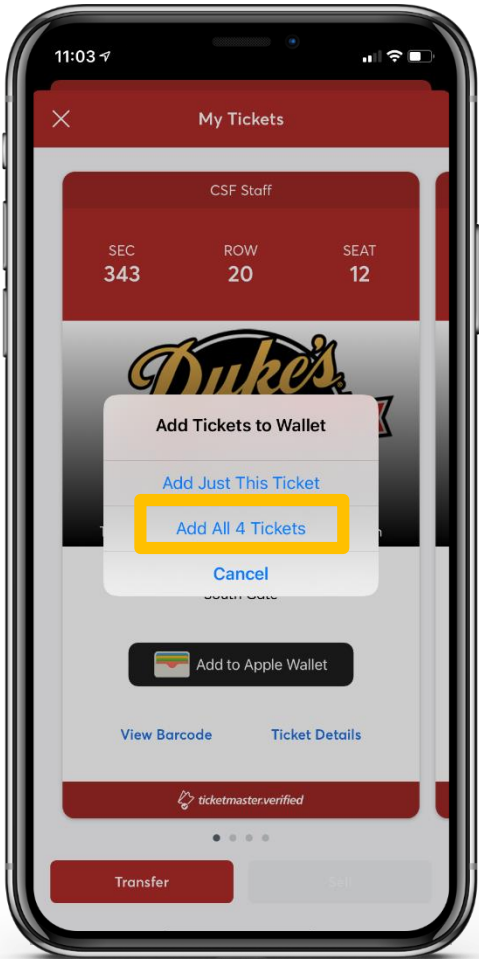 11:03
My Tickets
CSF Staff
SEC ROW SEAT
343 20 12
Duke's
Add Tickets to Wallet
Add Just This Ticket
Add All 4 Tickets
Cancel
South Gate
Add to Apple Wallet
View Barcode Ticket Details
ticketmaster.verified
Transfer Sell